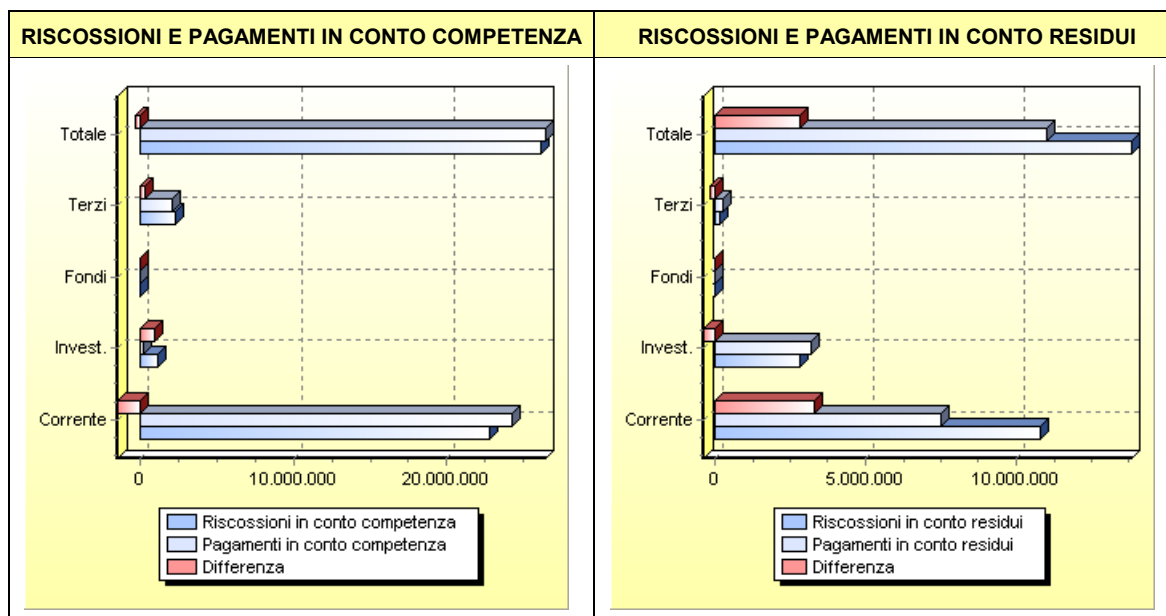 RISCOSSIONI E PAGAMENTI IN CONTO COMPETENZA
Totale
Terzi
Fondi
Invest.
Corrente
0 10.000.000 20.000.000
Riscossioni in conto competenza
Pagamenti in conto competenza
Differenza
RISCOSSIONI E PAGAMENTI IN CONTO RESIDUI
Totale
Terzi
Fondi
Invest.
Corrente
0 5.000.000 10.000.000
Riscossioni in conto residui
Pagamenti in conto residui
Differenza